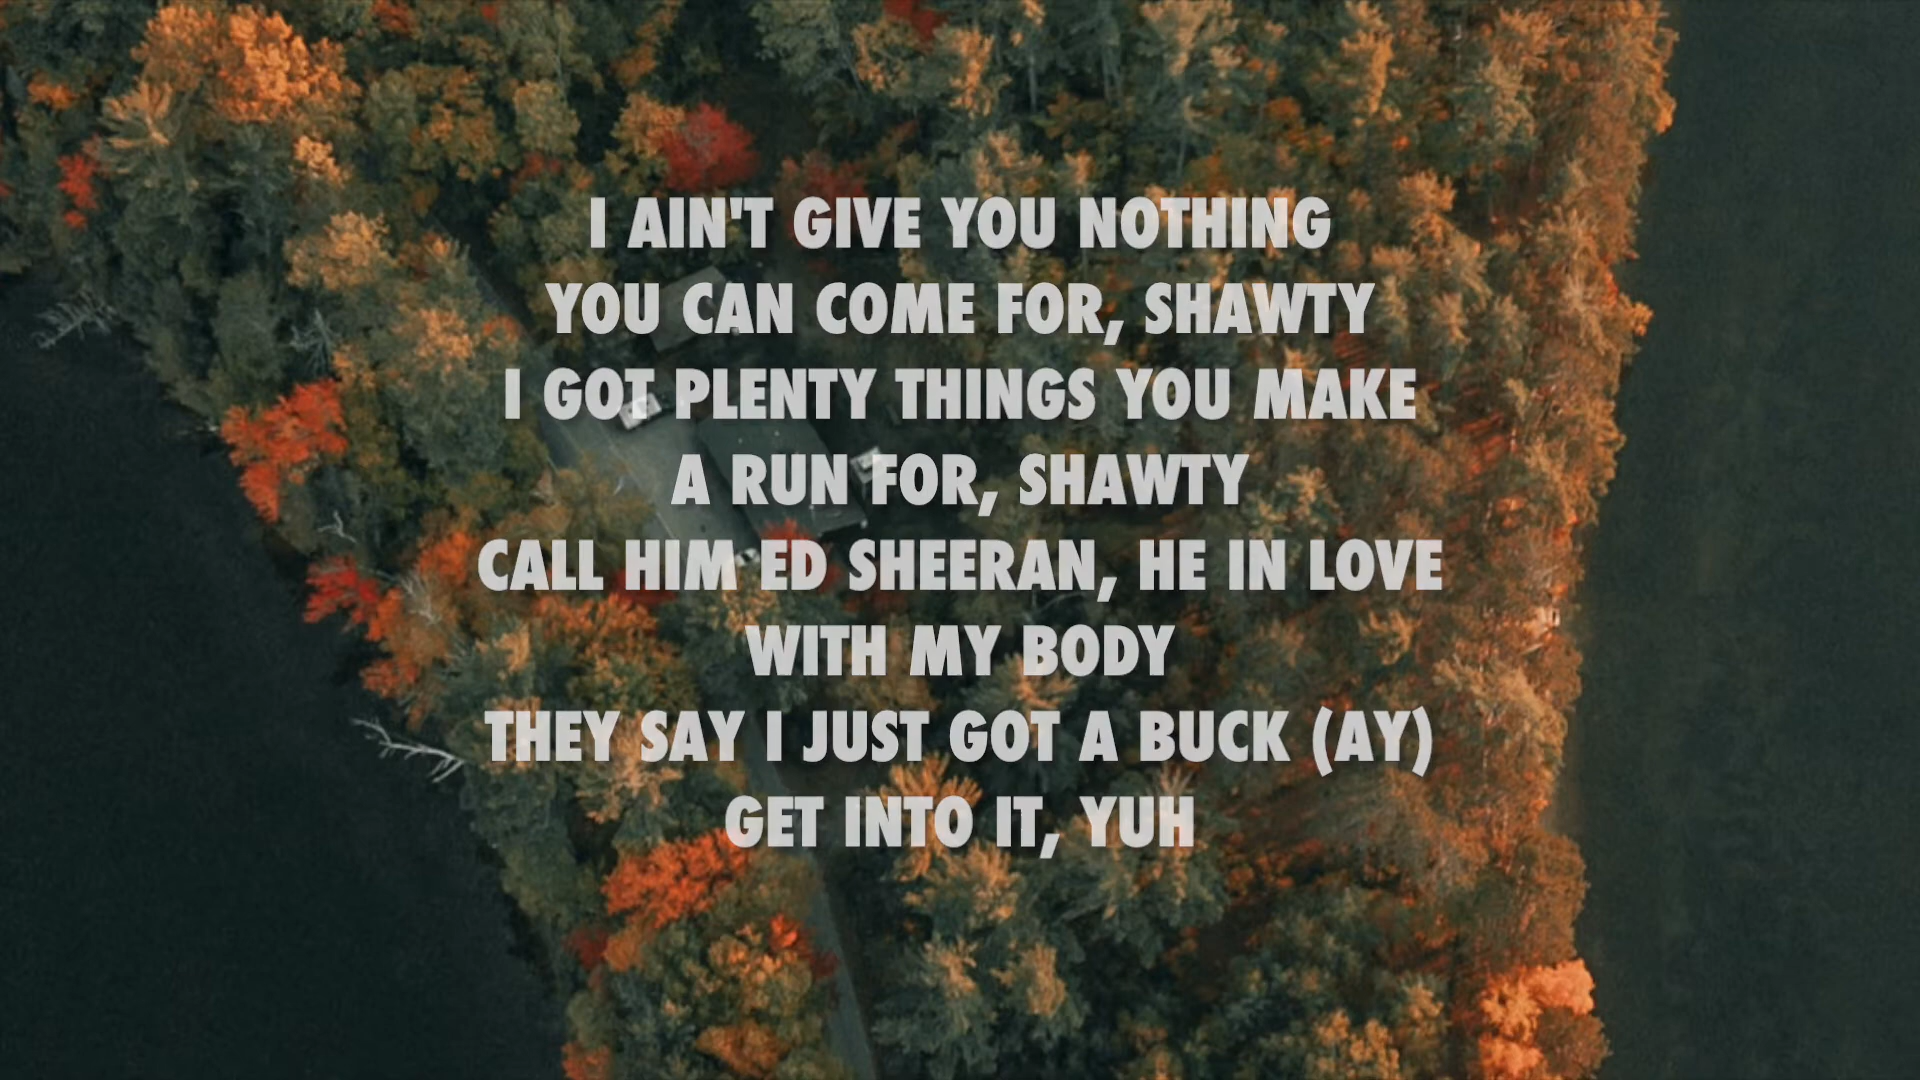 I AIN'T GIVE YOU NOTHING
YOU CAN COME FOR, SHAWTY
I GOT PLENTY THINGS YOU MAKE
A RUN FOR, SHAWTY
CALL HIM ED SHEERAN, HE IN LOVE
WITH MY BODY
THEY SAY I JUST GOT A BUCK (AY)
GET INTO IT, YUH